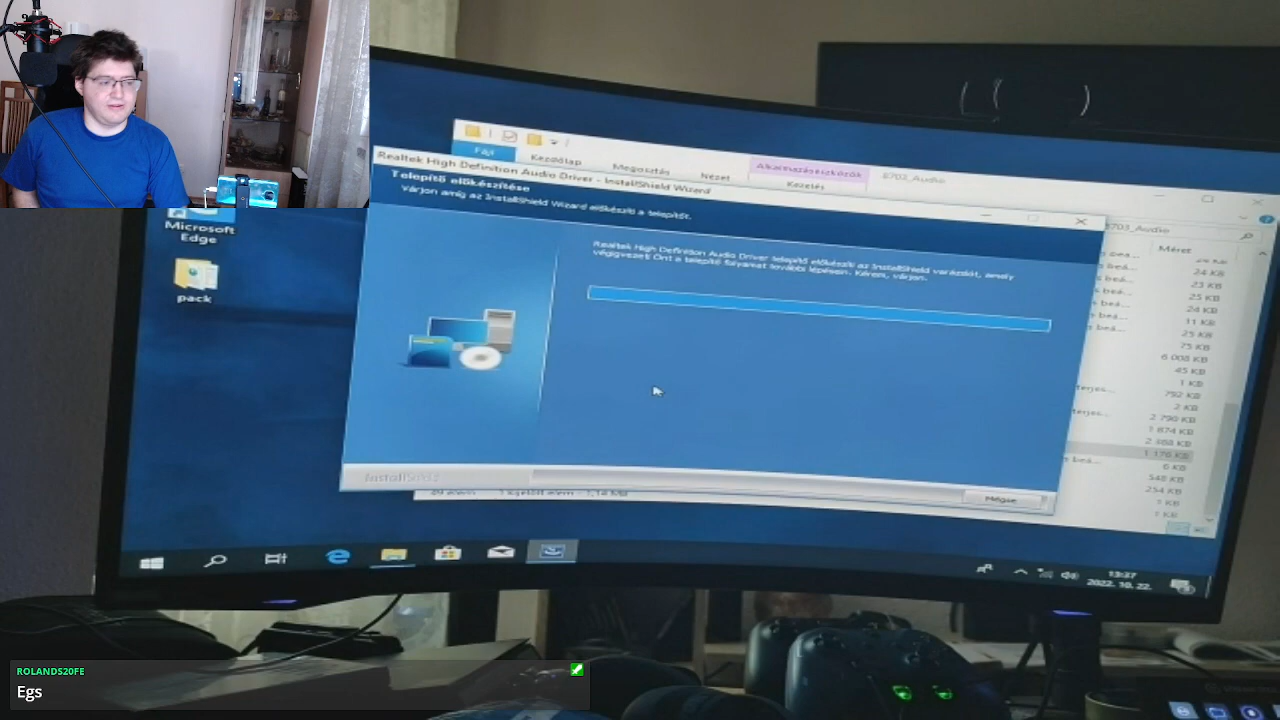 Fájl
Kezdőlap
Megosztás
Nézet
Alkalmazáseszközök
Kezelés
8703_Audio
Realtek High Definition Audio Driver - InstallShield Wizard
Telepítő előkészítése
Várjon amíg az InstallShield Wizard előkészíti a telepítőt.
Realtek High Definition Audio Driver telepítő előkészíti az InstallShield varázslót, amely
végigvezeti Önt a telepítő folyamat további lépésein. Kérem, várjon.
InstallShield
Mégse
8703_Audio
Méret
24 KB
23 KB
25 KB
24 KB
11 KB
25 KB
75 KB
6 008 KB
45 KB
1 KB
792 KB
2 KB
2 790 KB
1 874 KB
1 176 KB
6 KB
548 KB
254 KB
1 KB
1 KB
Microsoft
Edge
pack
13:37
2022. 10. 22.
ROLANDS20FE
Egs